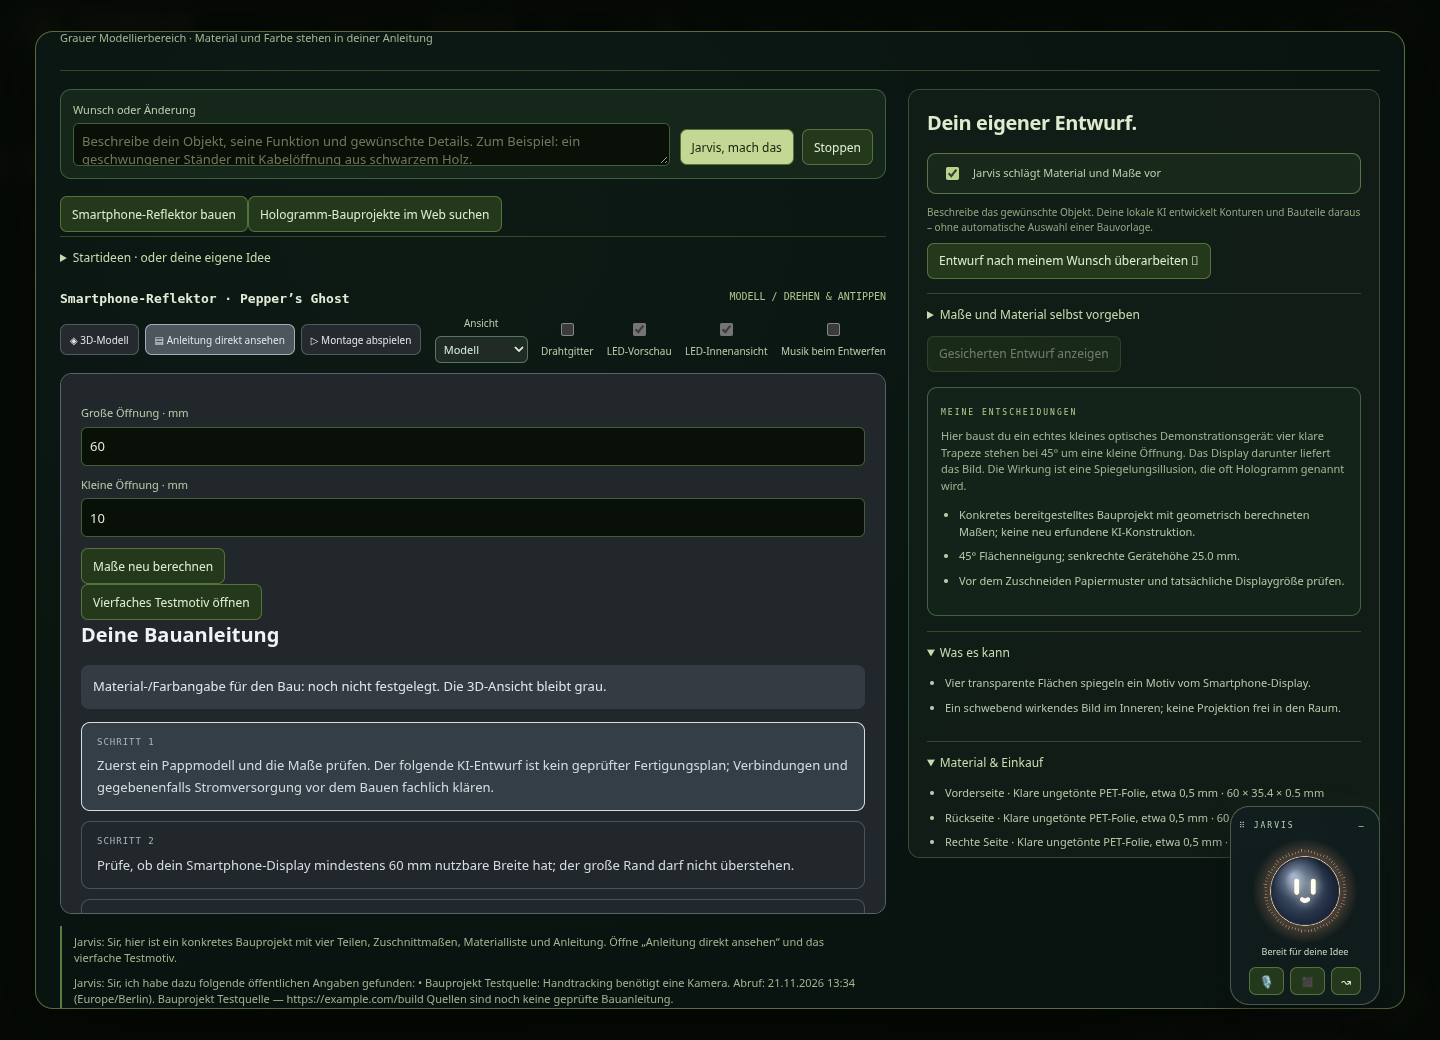 Grauer Modellierbereich · Material und Farbe stehen in deiner Anleitung
Wunsch oder Änderung
Beschreibe dein Objekt, seine Funktion und gewünschte Details. Zum Beispiel: ein
geschwungener Ständer mit Kabelöffnung aus schwarzem Holz.
Jarvis, mach das
Stoppen
Smartphone-Reflektor bauen
Hologramm-Bauprojekte im Web suchen
Startideen · oder deine eigene Idee
Smartphone-Reflektor · Pepper’s Ghost
MODELL / DREHEN & ANTIPPEN
3D-Modell
Anleitung direkt ansehen
Montage abspielen
Ansicht
Modell
Drahtgitter
LED-Vorschau
LED-Innenansicht
Musik beim Entwerfen
Große Öffnung · mm
60
Kleine Öffnung · mm
10
Maße neu berechnen
Vierfaches Testmotiv öffnen
Deine Bauanleitung
Material-/Farbangabe für den Bau: noch nicht festgelegt. Die 3D-Ansicht bleibt grau.
SCHRITT 1
Zuerst ein Pappmodell und die Maße prüfen. Der folgende KI-Entwurf ist kein geprüfter Fertigungsplan; Verbindungen und
gegebenenfalls Stromversorgung vor dem Bauen fachlich klären.
SCHRITT 2
Prüfe, ob dein Smartphone-Display mindestens 60 mm nutzbare Breite hat; der große Rand darf nicht überstehen.
Jarvis: Sir, hier ist ein konkretes Bauprojekt mit vier Teilen, Zuschnittmaßen, Materialliste und Anleitung. Öffne „Anleitung direkt ansehen“ und das
vierfache Testmotiv.
Jarvis: Sir, ich habe dazu folgende öffentlichen Angaben gefunden: • Bauprojekt Testquelle: Handtracking benötigt eine Kamera. Abruf: 21.11.2026 13:34
(Europe/Berlin). Bauprojekt Testquelle — https://example.com/build Quellen sind noch keine geprüfte Bauanleitung.
Dein eigener Entwurf.
Jarvis schlägt Material und Maße vor
Beschreibe das gewünschte Objekt. Deine lokale KI entwickelt Konturen und Bauteile daraus
– ohne automatische Auswahl einer Bauvorlage.
Entwurf nach meinem Wunsch überarbeiten
Maße und Material selbst vorgeben
Gesicherten Entwurf anzeigen
MEINE ENTSCHEIDUNGEN
Hier baust du ein echtes kleines optisches Demonstrationsgerät: vier klare
Trapeze stehen bei 45° um eine kleine Öffnung. Das Display darunter liefert
das Bild. Die Wirkung ist eine Spiegelungsillusion, die oft Hologramm genannt
wird.
• Konkretes bereitgestelltes Bauprojekt mit geometrisch berechneten
Maßen; keine neu erfundene KI-Konstruktion.
• 45° Flächenneigung; senkrechte Gerätehöhe 25.0 mm.
• Vor dem Zuschneiden Papiermuster und tatsächliche Displaygröße prüfen.
Was es kann
• Vier transparente Flächen spiegeln ein Motiv vom Smartphone-Display.
• Ein schwebend wirkendes Bild im Inneren; keine Projektion frei in den Raum.
Material & Einkauf
• Vorderseite · Klare ungetönte PET-Folie, etwa 0,5 mm · 60 × 35.4 × 0.5 mm
• Rückseite · Klare ungetönte PET-Folie, etwa 0,5 mm · 60
• Rechte Seite · Klare ungetönte PET-Folie, etwa 0,5 mm ·
JARVIS
Bereit für deine Idee